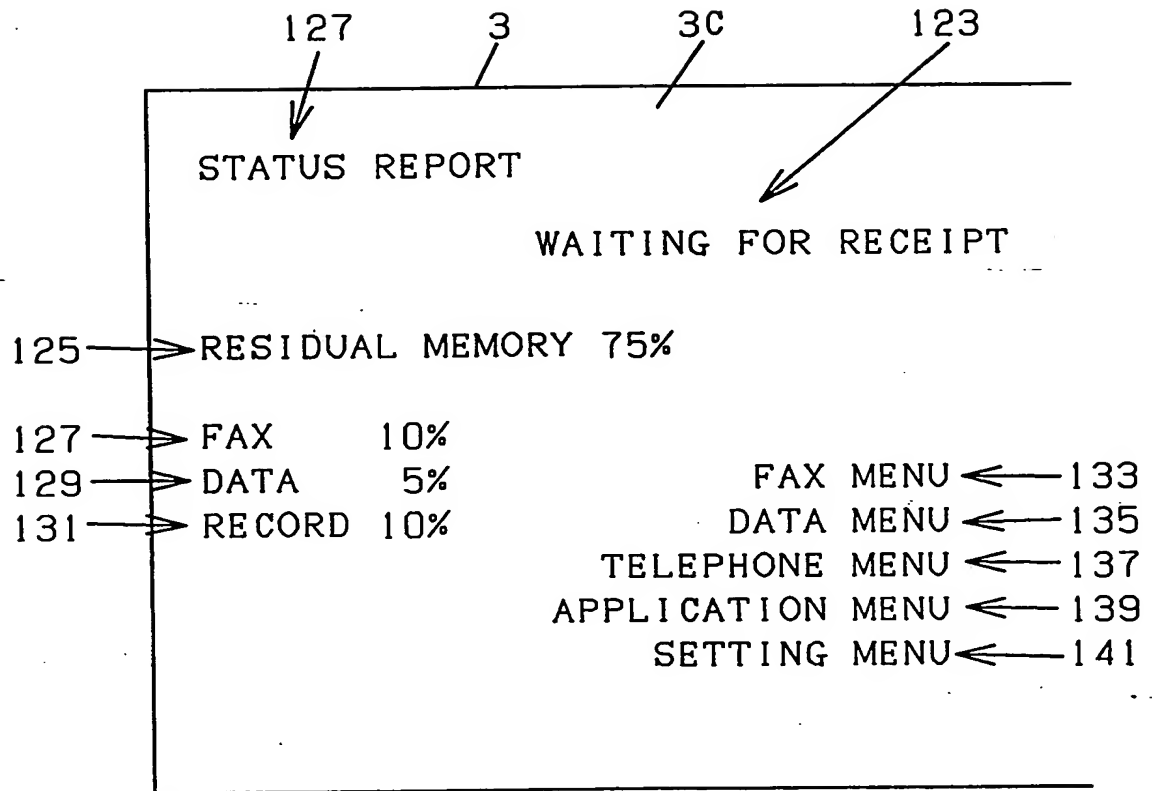 127 3 3C 123
STATUS REPORT
WAITING FOR RECEIPT
125 RESIDUAL MEMORY 75%
127 FAX 10%
129 DATA 5% FAX MENU 133
131 RECORD 10% DATA MENU 135
TELEPHONE MENU 137
APPLICATION MENU 139
SETTING MENU 141